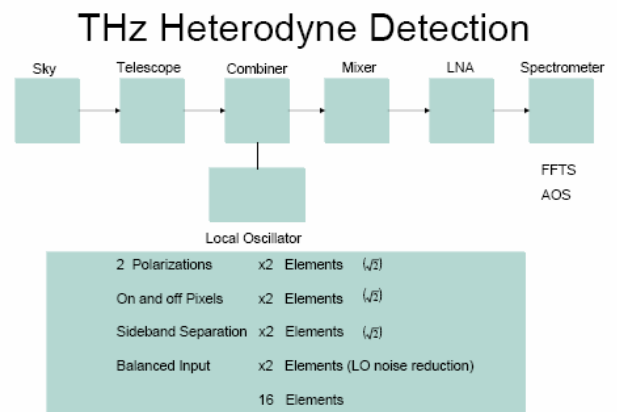 THz Heterodyne Detection
Sky Telescope Combiner Mixer LNA Spectrometer
FFTS
AOS
Local Oscillator
2 Polarizations x2 Elements (√2)
On and off Pixels x2 Elements (√2)
Sideband Separation x2 Elements (√2)
Balanced Input x2 Elements (LO noise reduction)
16 Elements